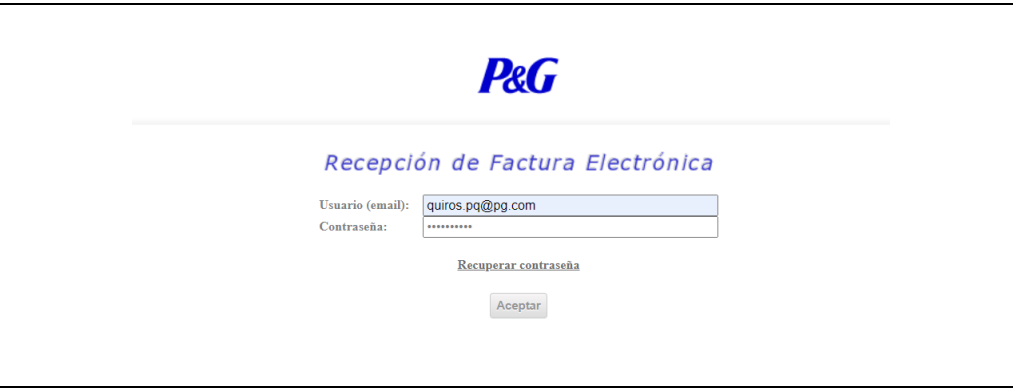 P&G
Recepción de Factura Electrónica
Usuario (email): quiros.pq@pg.com
Contraseña: ••••••••••
Recuperar contraseña
Aceptar